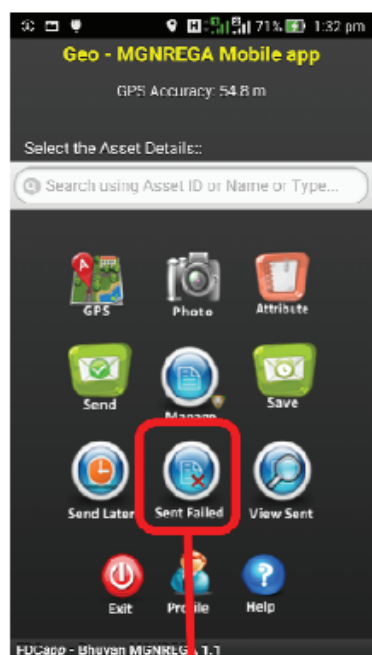 71% 1:32 pm
Geo - MGNREGA Mobile app
GPS Accuracy: 54.8 m
Select the Asset Details::
Search using Asset ID or Name or Type...
GPS Photo Attribute
Send Manage Save
Send Later Sent Failed View Sent
Exit Profile Help
FDCapp - Bhuvan MGNREGA 1.1